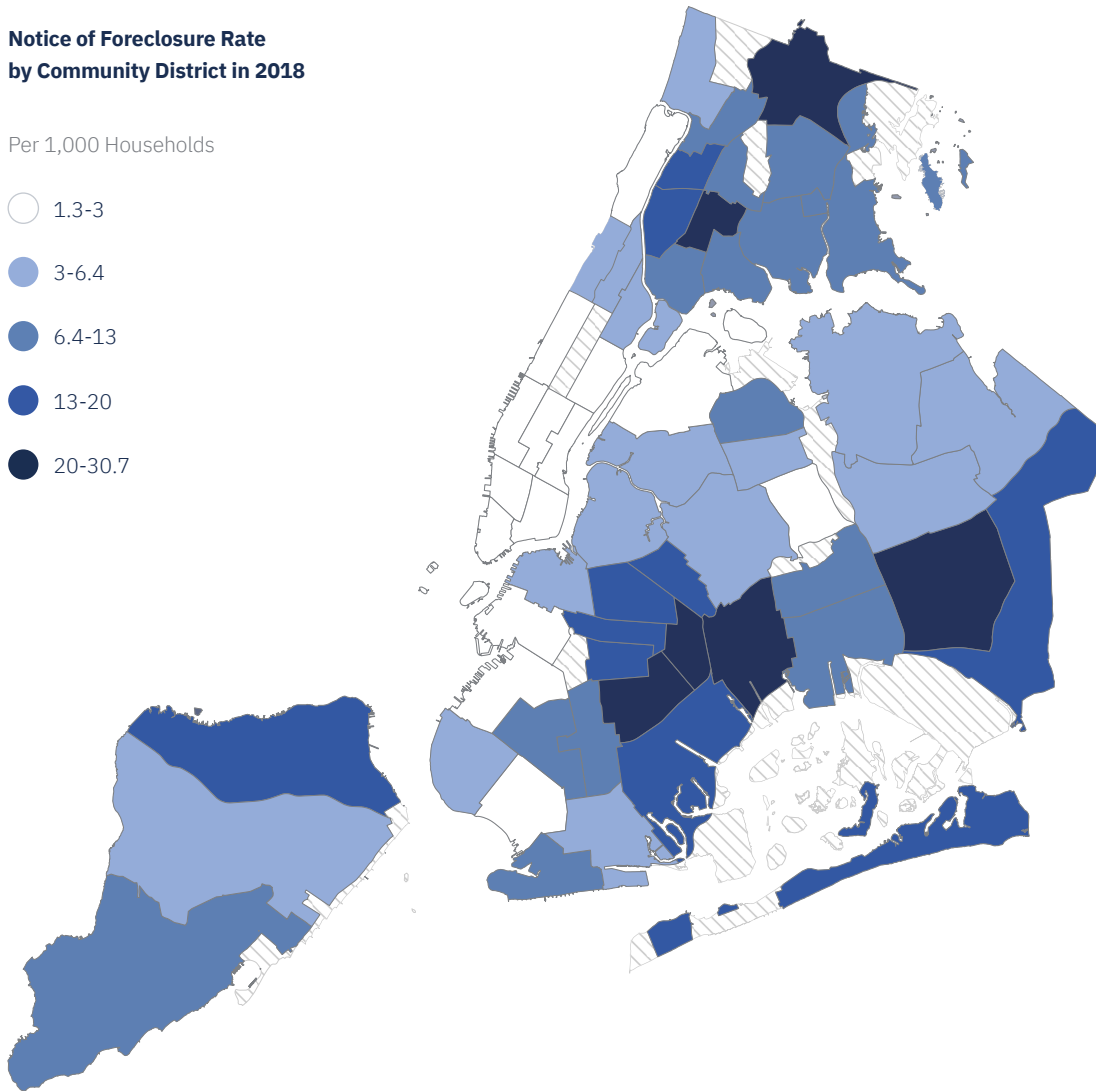 Notice of Foreclosure Rate
by Community District in 2018
Per 1,000 Households
1.3-3
3-6.4
6.4-13
13-20
20-30.7